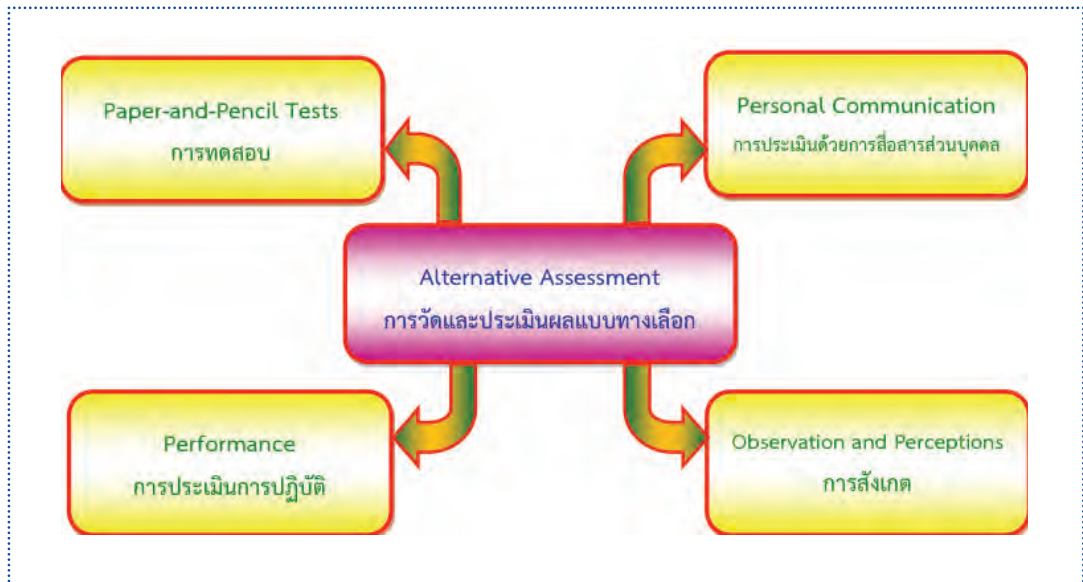 Paper-and-Pencil Tests
การทดสอบ
Personal Communication
การประเมินด้วยการสื่อสารส่วนบุคคล
Alternative Assessment
การวัดและประเมินผลแบบทางเลือก
Performance
การประเมินการปฏิบัติ
Observation and Perceptions
การสังเกต